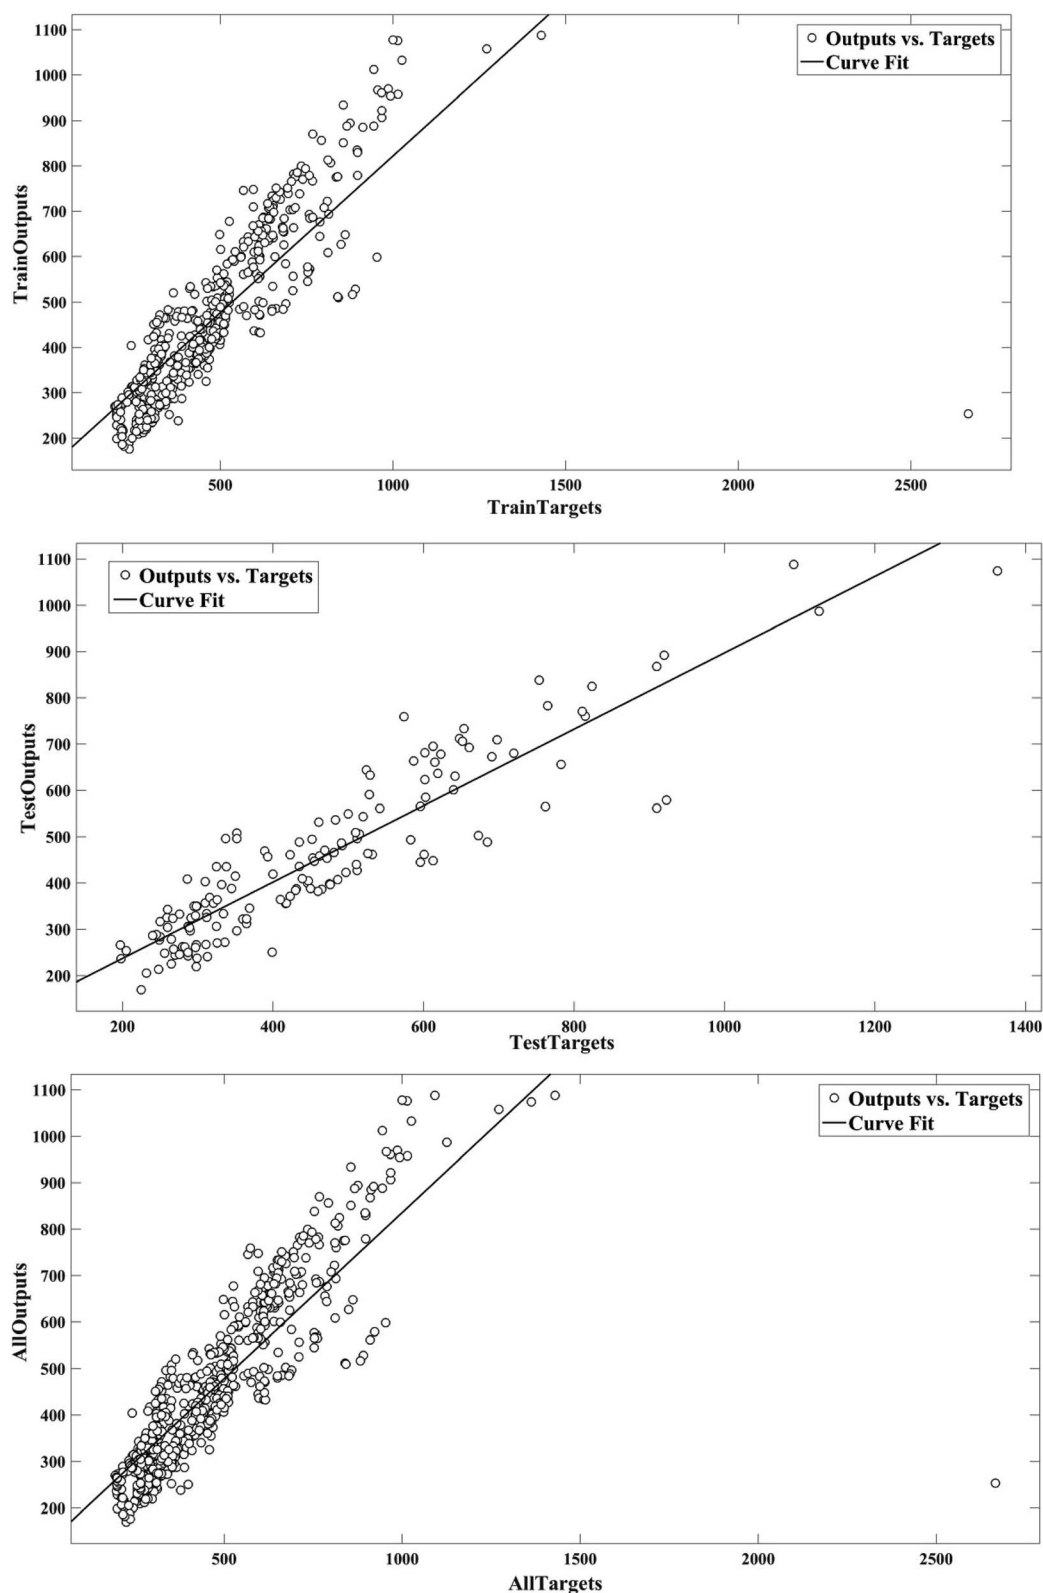 1100
1000
900
800
700
600
500
400
300
200
TrainOutputs
Outputs vs. Targets
Curve Fit
500 1000 1500 2000 2500
TrainTargets
1100
1000
900
800
700
600
500
400
300
200
TestOutputs
Outputs vs. Targets
Curve Fit
200 400 600 800 1000 1200 1400
TestTargets
1100
1000
900
800
700
600
500
400
300
200
AllOutputs
Outputs vs. Targets
Curve Fit
500 1000 1500 2000 2500
AllTargets